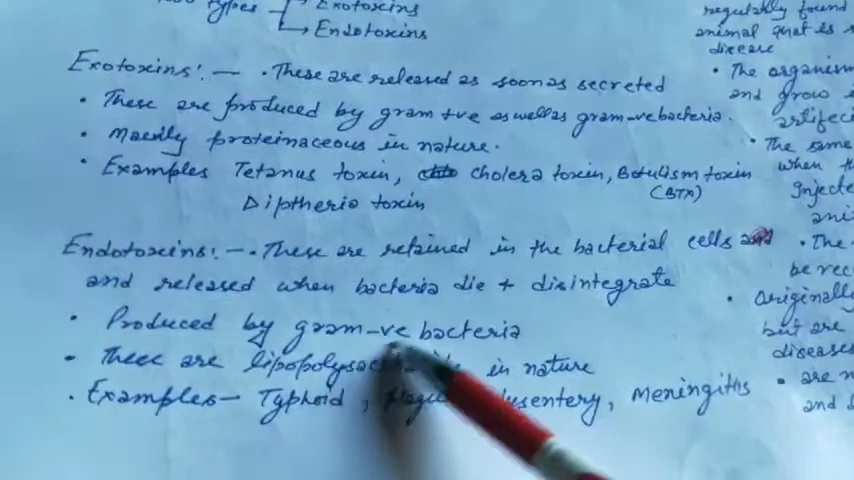 types
Exotoxins
Endotoxins
Exotoxins:— • These are released as soon as secreted
• These are produced by gram +ve as well as gram -ve bacteria.
• Mainly proteinaceous in nature.
• Examples Tetanus toxin, Cholera toxin, Botulism toxin
(BTX)
Diptheria toxin
Endotoxins:— • These are retained in the bacterial cells and
and released when bacteria die + disintegrate
• Produced by gram -ve bacteria
• These are in nature
• Examples - Typhoid, dysentery, Meningitis
regularly found
animal that is
disease
• The organism
and grow
• The same
when the
Injected
• The
be
• Originally
but are
diseases
• are
and